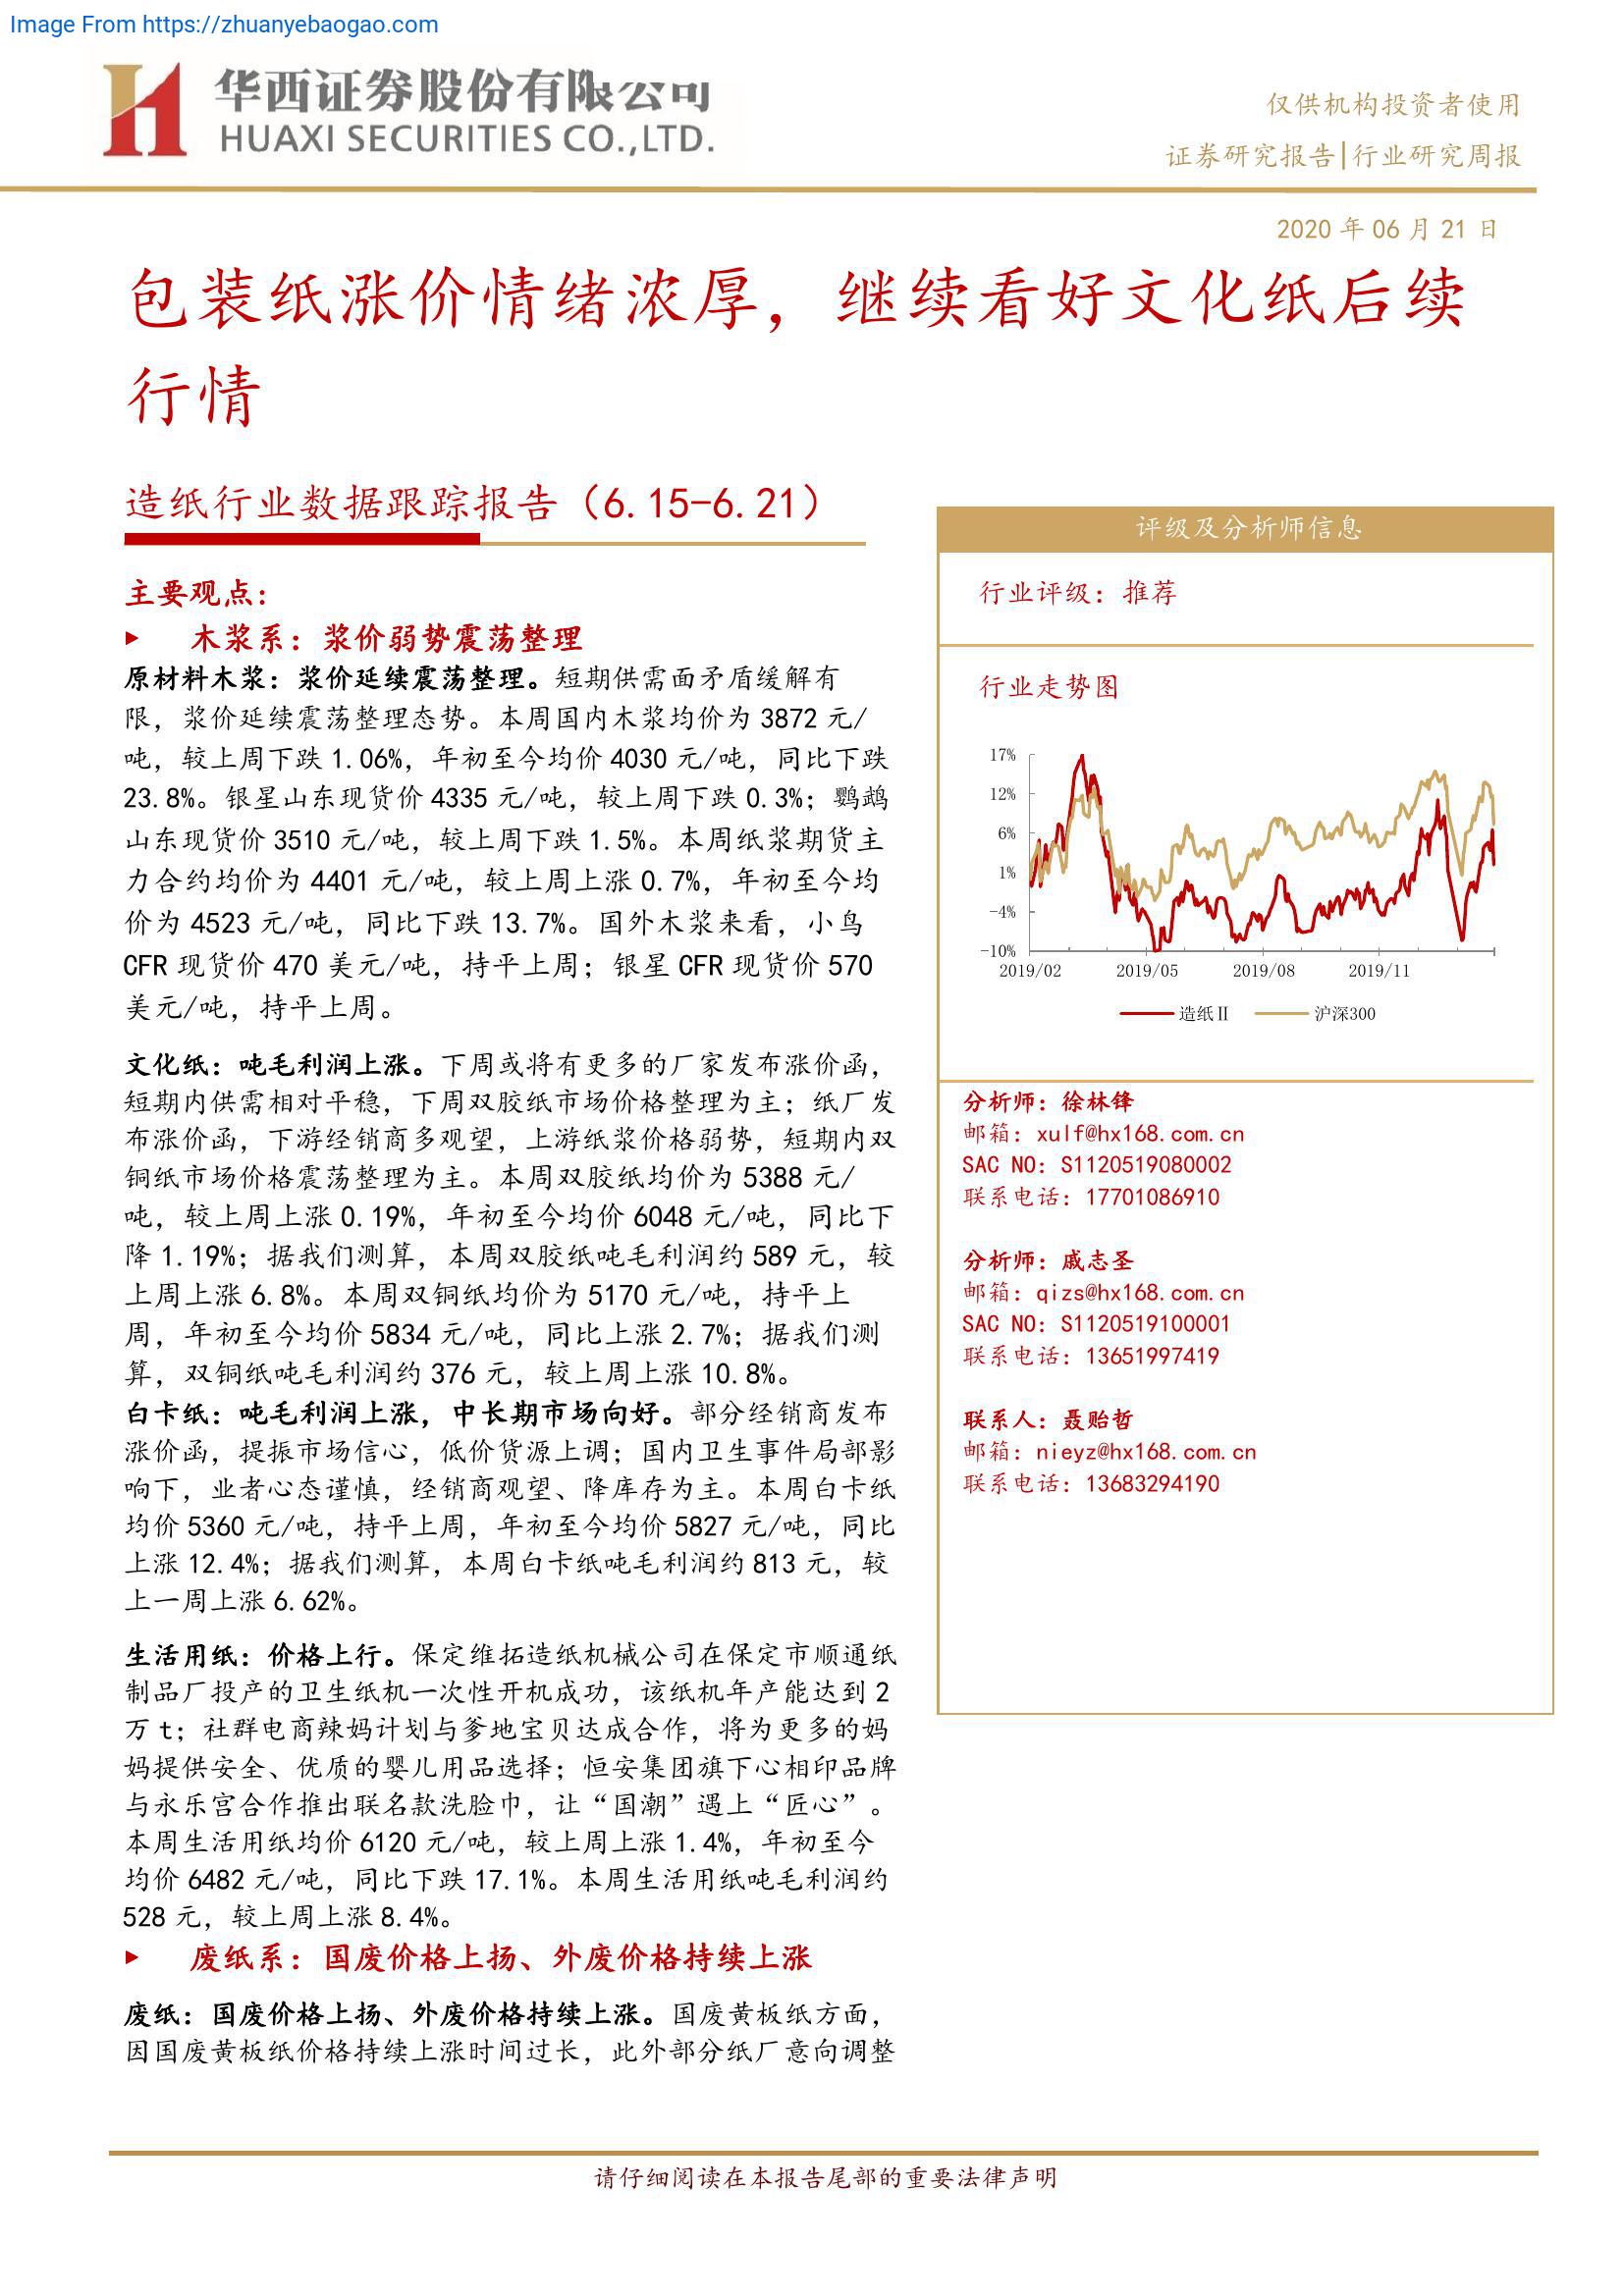 Image From https://zhuanyebaogao.com
华西证券股份有限公司
HUAXI SECURITIES CO.,LTD.
仅供机构投资者使用
证券研究报告|行业研究周报
2020 年 06 月 21 日
包装纸涨价情绪浓厚，继续看好文化纸后续
行情
造纸行业数据跟踪报告（6.15-6.21）
主要观点：
► 木浆系：浆价弱势震荡整理
原材料木浆：浆价延续震荡整理。短期供需面矛盾缓解有
限，浆价延续震荡整理态势。本周国内木浆均价为 3872 元/
吨，较上周下跌 1.06%，年初至今均价 4030 元/吨，同比下跌
23.8%。银星山东现货价 4335 元/吨，较上周下跌 0.3%；鹦鹉
山东现货价 3510 元/吨，较上周下跌 1.5%。本周纸浆期货主
力合约均价为 4401 元/吨，较上周上涨 0.7%，年初至今均
价为 4523 元/吨，同比下跌 13.7%。国外木浆来看，小鸟
CFR 现货价 470 美元/吨，持平上周；银星 CFR 现货价 570
美元/吨，持平上周。
文化纸：吨毛利润上涨。下周或将有更多的厂家发布涨价函，
短期内供需相对平稳，下周双胶纸市场价格整理为主；纸厂发
布涨价函，下游经销商多观望，上游纸浆价格弱势，短期内双
铜纸市场价格震荡整理为主。本周双胶纸均价为 5388 元/
吨，较上周上涨 0.19%，年初至今均价 6048 元/吨，同比下
降 1.19%；据我们测算，本周双胶纸吨毛利润约 589 元，较
上周上涨 6.8%。本周双铜纸均价为 5170 元/吨，持平上
周，年初至今均价 5834 元/吨，同比上涨 2.7%；据我们测
算，双铜纸吨毛利润约 376 元，较上周上涨 10.8%。
白卡纸：吨毛利润上涨，中长期市场向好。部分经销商发布
涨价函，提振市场信心，低价货源上调；国内卫生事件局部影
响下，业者心态谨慎，经销商观望、降库存为主。本周白卡纸
均价 5360 元/吨，持平上周，年初至今均价 5827 元/吨，同比
上涨 12.4%；据我们测算，本周白卡纸吨毛利润约 813 元，较
上一周上涨 6.62%。
生活用纸：价格上行。保定维拓造纸机械公司在保定市顺通纸
制品厂投产的卫生纸机一次性开机成功，该纸机年产能达到 2
万 t；社群电商辣妈计划与爹地宝贝达成合作，将为更多的妈
妈提供安全、优质的婴儿用品选择；恒安集团旗下心相印品牌
与永乐宫合作推出联名款洗脸巾，让“国潮”遇上“匠心”。
本周生活用纸均价 6120 元/吨，较上周上涨 1.4%，年初至今
均价 6482 元/吨，同比下跌 17.1%。本周生活用纸吨毛利润约
528 元，较上周上涨 8.4%。
► 废纸系：国废价格上扬、外废价格持续上涨
废纸：国废价格上扬、外废价格持续上涨。国废黄板纸方面，
因国废黄板纸价格持续上涨时间过长，此外部分纸厂意向调整
评级及分析师信息
行业评级：推荐
行业走势图
17%
12%
6%
1%
-4%
-10%
2019/02 2019/05 2019/08 2019/11
造纸Ⅱ 沪深300
分析师：徐林锋
邮箱：xulf@hx168.com.cn
SAC NO：S1120519080002
联系电话：17701086910
分析师：戚志圣
邮箱：qizs@hx168.com.cn
SAC NO：S1120519100001
联系电话：13651997419
联系人：聂贻哲
邮箱：nieyz@hx168.com.cn
联系电话：13683294190
请仔细阅读在本报告尾部的重要法律声明